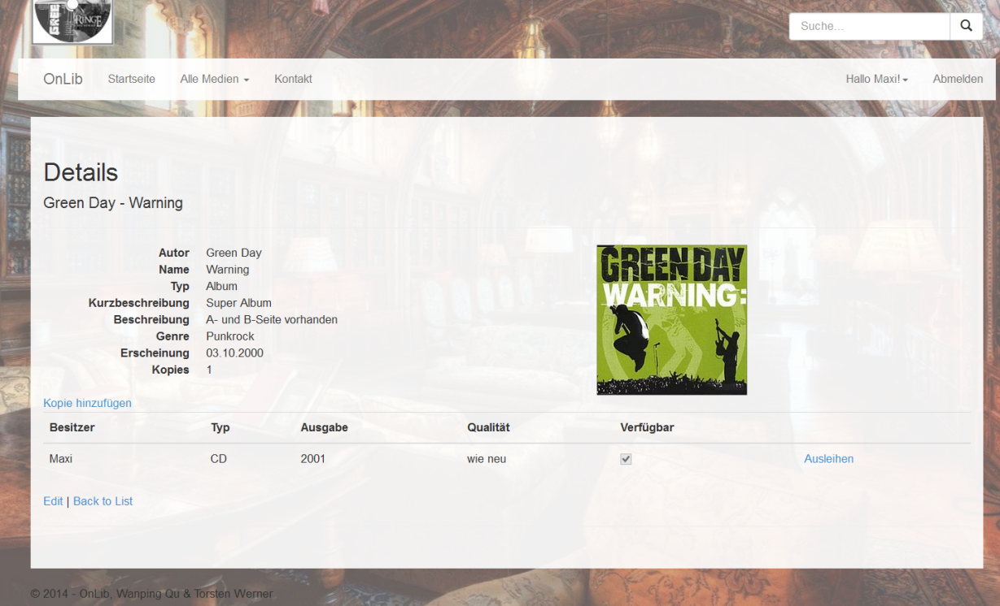 GREE
RINGE
Suche...
OnLib Startseite Alle Medien Kontakt Hallo Maxi! Abmelden
Details
Green Day - Warning
Autor Green Day
Name Warning
Typ Album
Kurzbeschreibung Super Album
Beschreibung A- und B-Seite vorhanden
Genre Punkrock
Erscheinung 03.10.2000
Kopies 1
GREEN DAY
WARNING:
Kopie hinzufügen
Besitzer Typ Ausgabe Qualität Verfügbar
Maxi CD 2001 wie neu Ausleihen
Edit | Back to List
© 2014 - OnLib, Wanping Qu & Torsten Werner